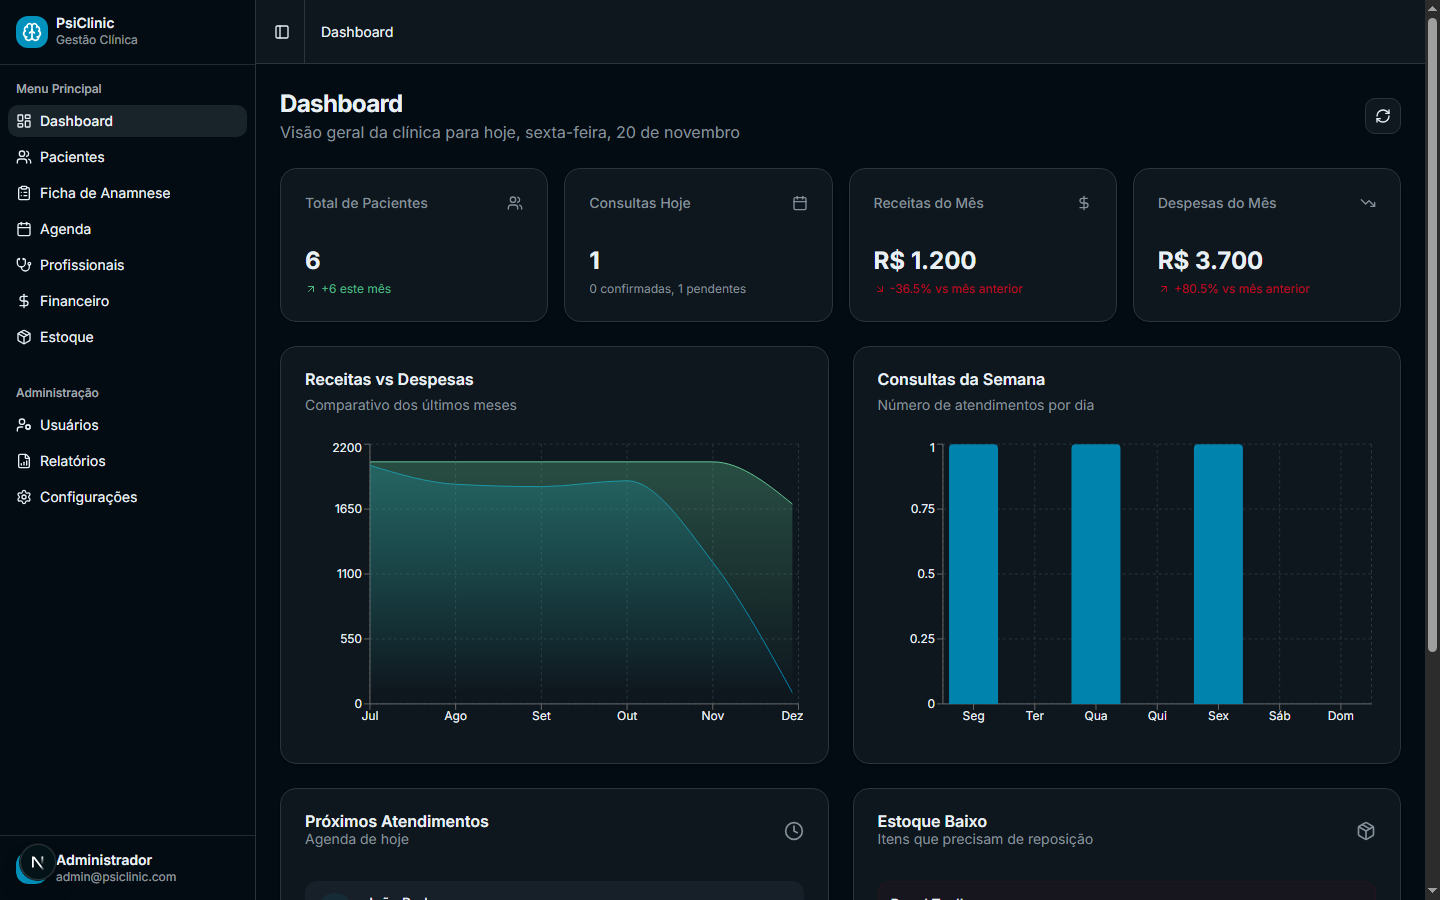 PsiClinic
Gestão Clínica
Menu Principal
Dashboard
Pacientes
Ficha de Anamnese
Agenda
Profissionais
Financeiro
Estoque
Administração
Usuários
Relatórios
Configurações
N
Administrador
admin@psiclinic.com
Dashboard
Dashboard
Visão geral da clínica para hoje, sexta-feira, 20 de novembro
Total de Pacientes
6
+6 este mês
Consultas Hoje
1
0 confirmadas, 1 pendentes
Receitas do Mês
R$ 1.200
-36.5% vs mês anterior
Despesas do Mês
R$ 3.700
+80.5% vs mês anterior
Receitas vs Despesas
Comparativo dos últimos meses
2200
1650
1100
550
0
Jul Ago Set Out Nov Dez
Consultas da Semana
Número de atendimentos por dia
1
0.75
0.5
0.25
0
Seg Ter Qua Qui Sex Sáb Dom
Próximos Atendimentos
Agenda de hoje
Estoque Baixo
Itens que precisam de reposição